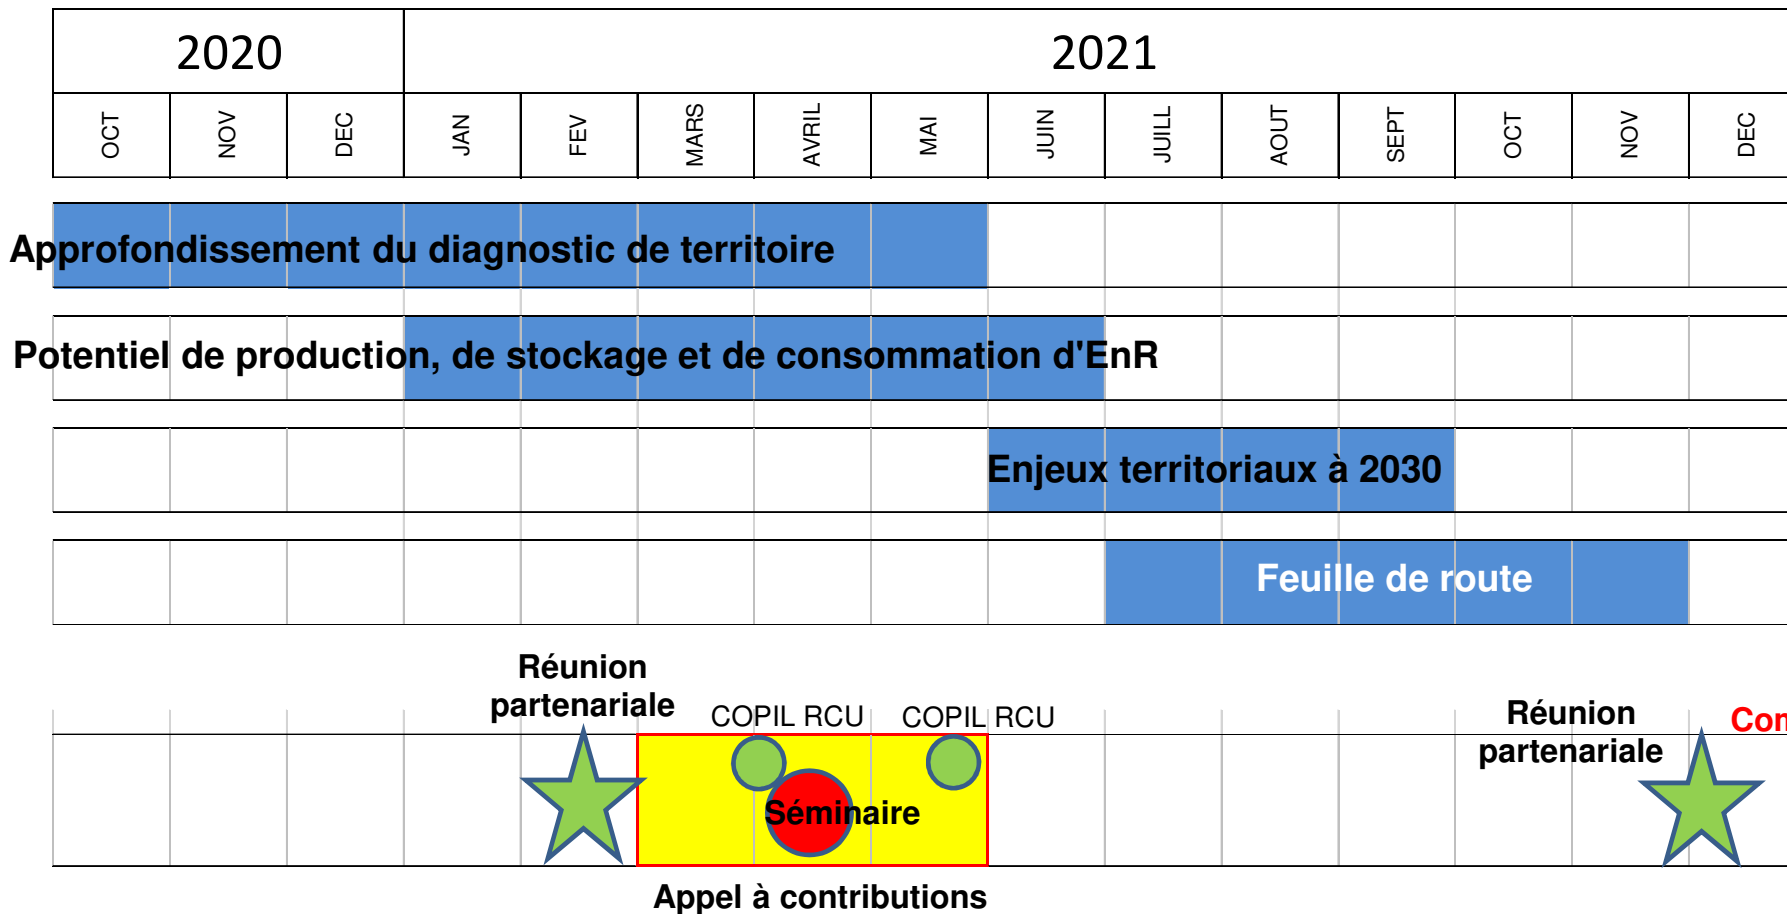 2020 2021
OCT NOV DEC JAN FEV MARS AVRIL MAI JUIN JUILL AOUT SEPT OCT NOV DEC
Approfondissement du diagnostic de territoire
Potentiel de production, de stockage et de consommation d'EnR
Enjeux territoriaux à 2030
Feuille de route
Réunion
partenariale
COPIL RCU COPIL RCU
Réunion
partenariale
Séminaire
Appel à contributions